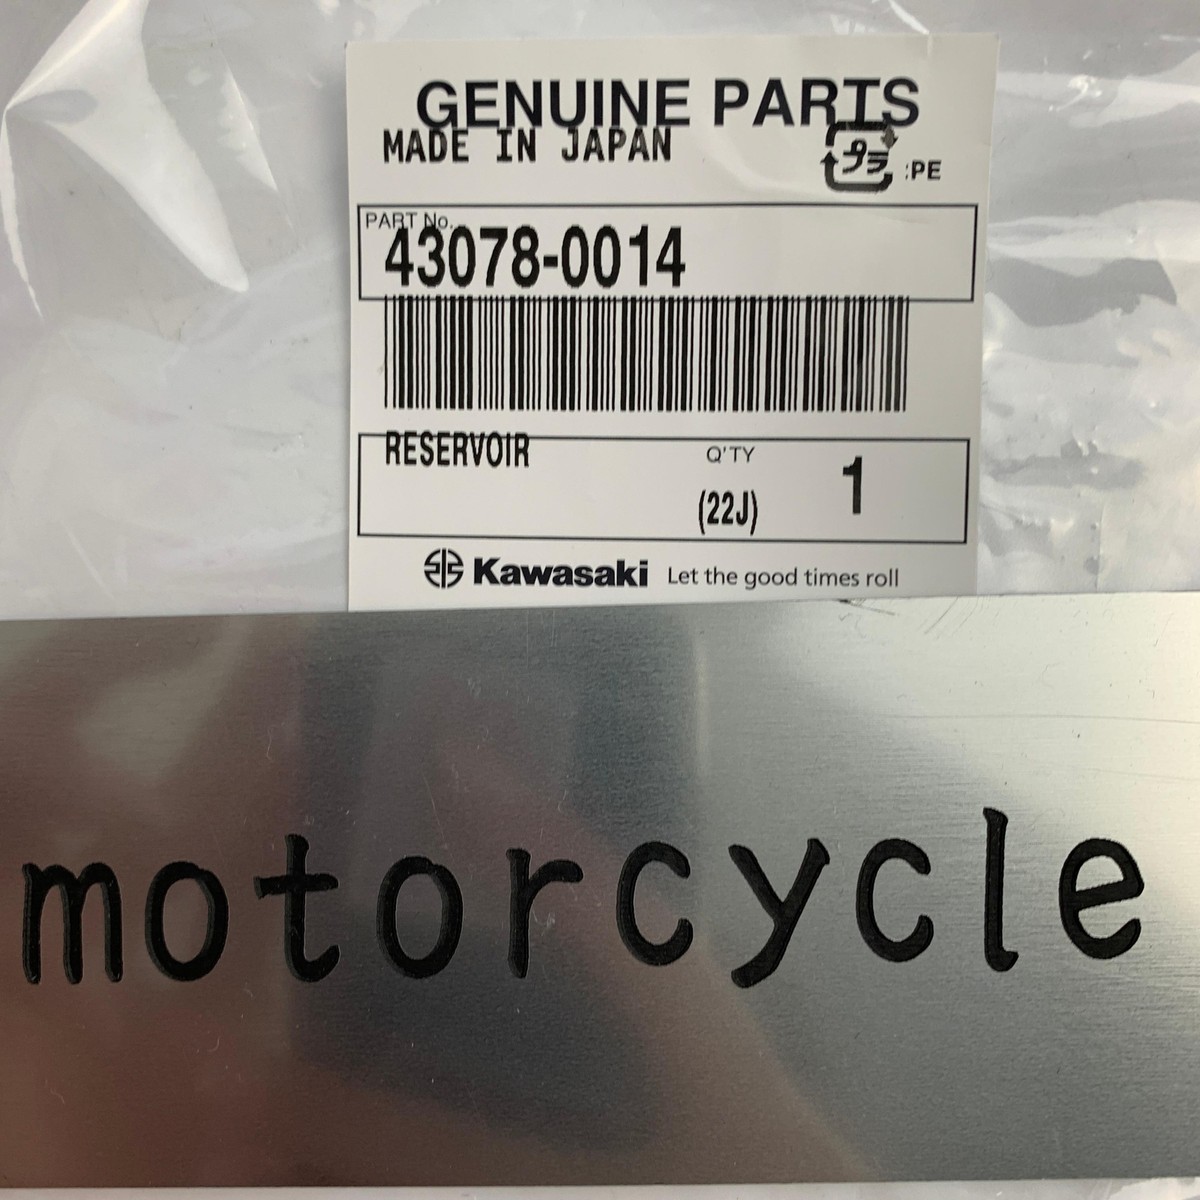 GENUINE PARTS
MADE IN JAPAN
プラ :PE
PART No.
43078-0014
RESERVOIR
Q'TY
1
(22J)
Kawasaki Let the good times roll
motorcycle